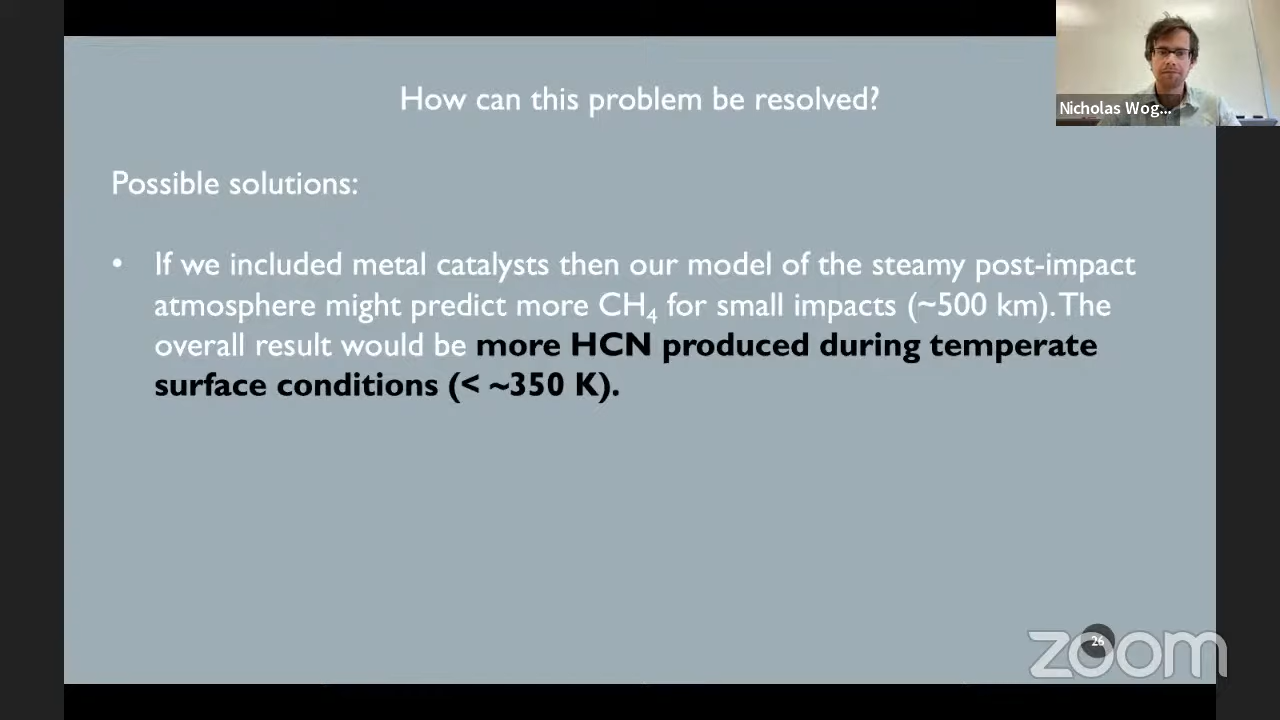 How can this problem be resolved?
Nicholas Wog...
Possible solutions:
• If we included metal catalysts then our model of the steamy post-impact
atmosphere might predict more CH₄ for small impacts (~500 km). The
overall result would be more HCN produced during temperate
surface conditions (< ~350 K).
26
zoom